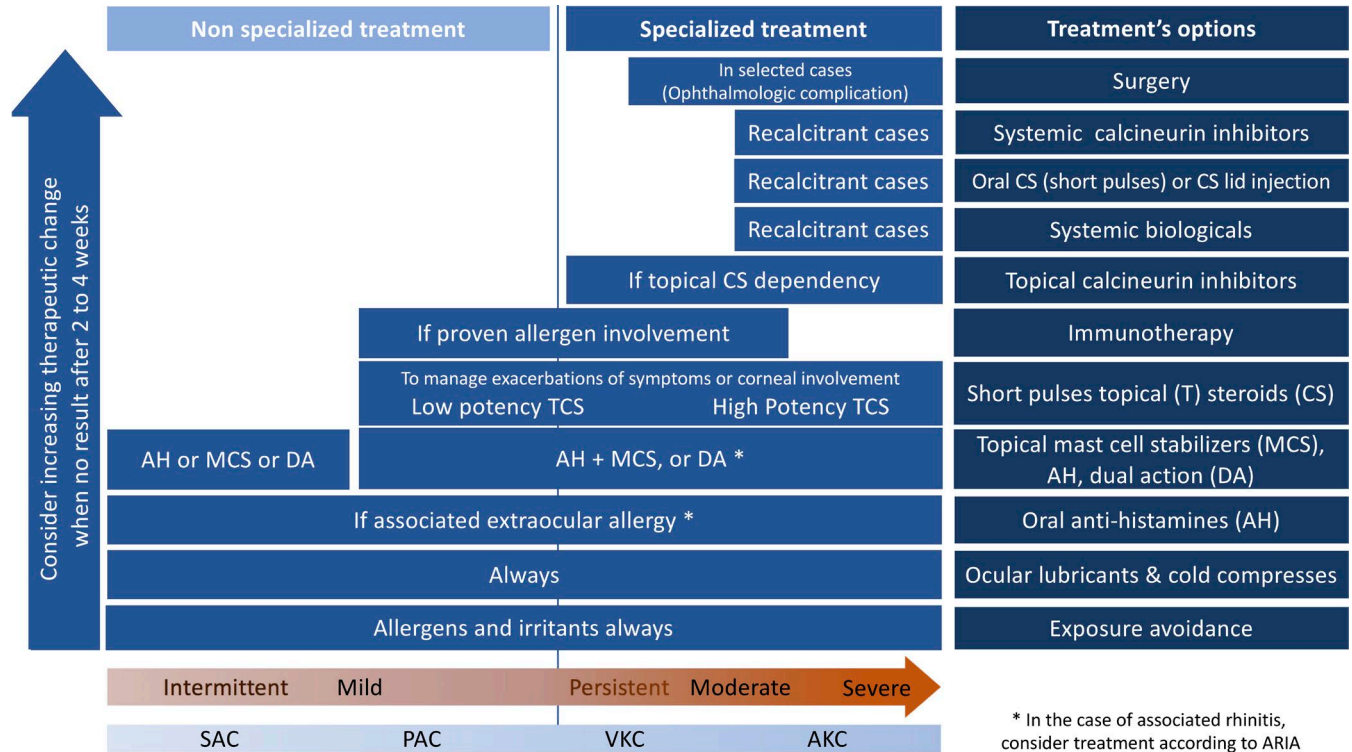 Non specialized treatment
Specialized treatment
Treatment's options
In selected cases
(Ophthalmologic complication)
Surgery
Recalcitrant cases
Systemic calcineurin inhibitors
Recalcitrant cases
Oral CS (short pulses) or CS lid injection
Recalcitrant cases
Systemic biologicals
If topical CS dependency
Topical calcineurin inhibitors
If proven allergen involvement
Immunotherapy
To manage exacerbations of symptoms or corneal involvement
Low potency TCS
High Potency TCS
Short pulses topical (T) steroids (CS)
AH or MCS or DA
AH + MCS, or DA *
Topical mast cell stabilizers (MCS),
AH, dual action (DA)
If associated extraocular allergy *
Oral anti-histamines (AH)
Always
Ocular lubricants & cold compresses
Allergens and irritants always
Exposure avoidance
Consider increasing therapeutic change
when no result after 2 to 4 weeks
Intermittent
Mild
Persistent
Moderate
Severe
SAC
PAC
VKC
AKC
* In the case of associated rhinitis,
consider treatment according to ARIA